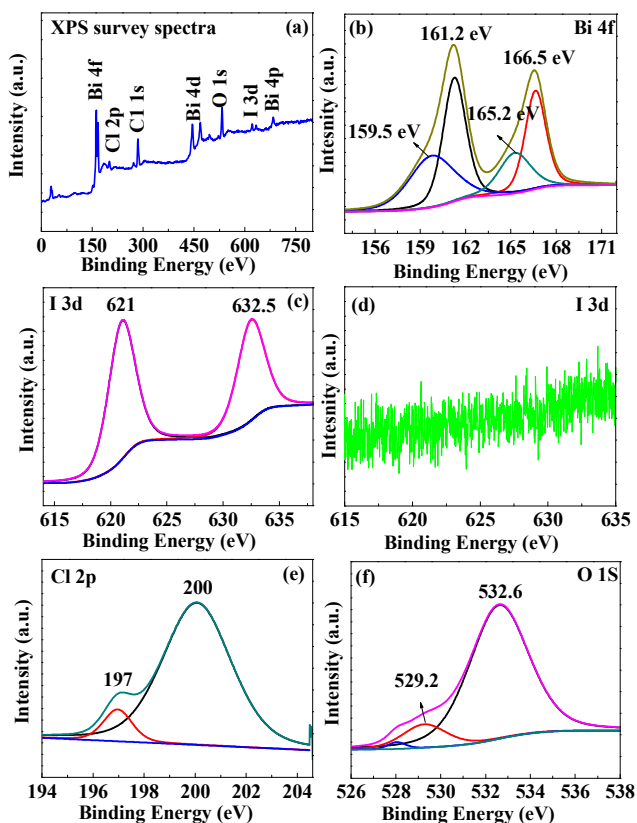 XPS survey spectra
(a)
Bi 4f
Cl 2p
C1 1s
Bi 4d
O 1s
I 3d
Bi 4p
Intensity (a.u.)
0 150 300 450 600 750
Binding Energy (eV)
(b)
Bi 4f
161.2 eV
166.5 eV
159.5 eV
165.2 eV
Intensity (a.u.)
156 159 162 165 168 171
Binding Energy (eV)
I 3d
621
(c)
632.5
Intensity (a.u.)
615 620 625 630 635
Binding Energy (eV)
(d)
I 3d
Intesnity (a.u.)
615 620 625 630 635
Binding Energy (eV)
Cl 2p
(e)
200
197
Intensity (a.u.)
194 196 198 200 202 204
Binding Energy (eV)
(f)
O 1S
532.6
529.2
Intensity (a.u.)
526 528 530 532 534 536 538
Binding Energy (eV)